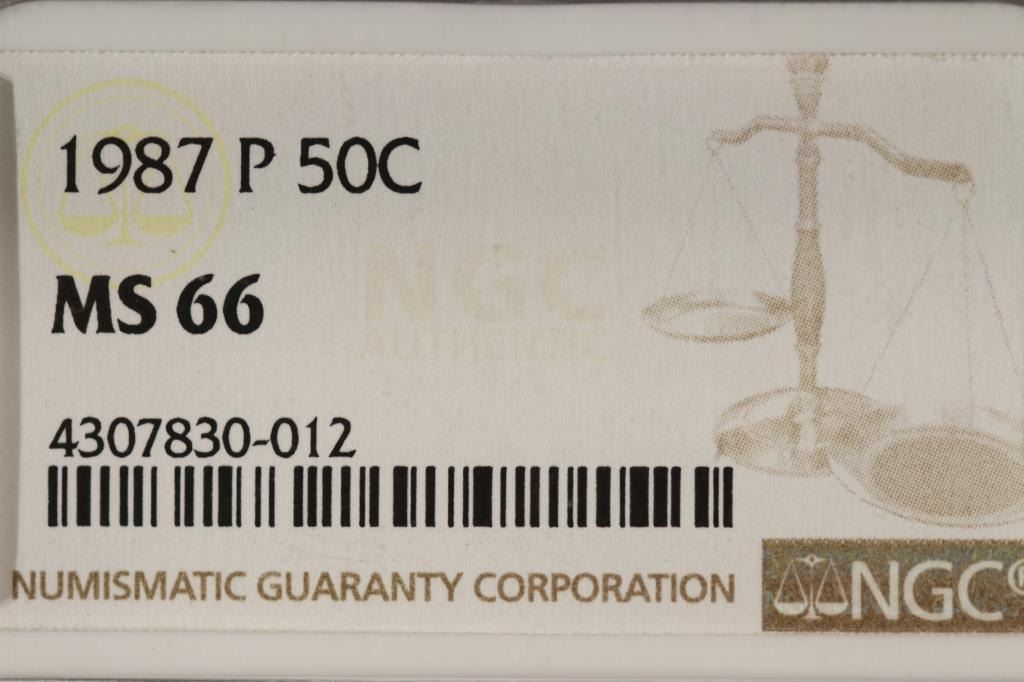 1987 P 50C
MS 66
NGC
AUTHENTIC
4307830-012
NUMISMATIC GUARANTY CORPORATION
NGC®